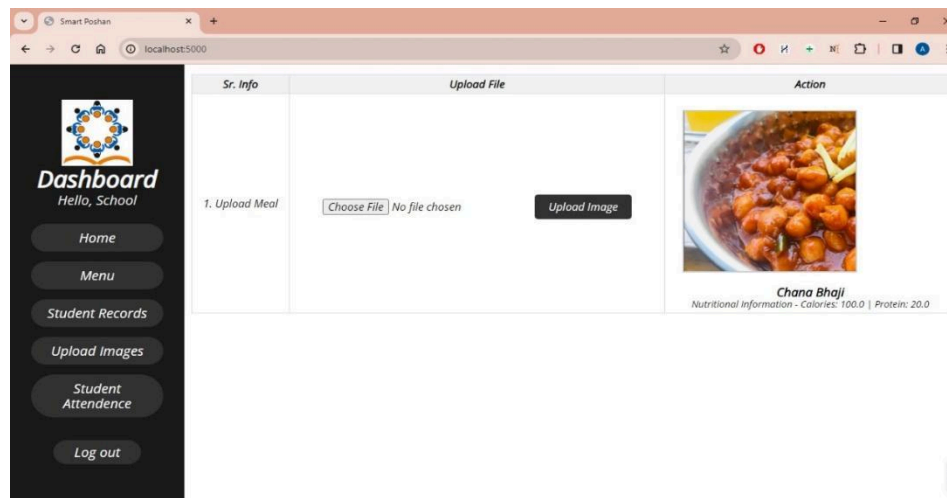 Smart Poshan
localhost:5000
Dashboard
Hello, School
Home
Menu
Student Records
Upload Images
Student
Attendence
Log out
Sr. Info
Upload File
Action
1. Upload Meal
Choose File No file chosen
Upload Image
Chana Bhaji
Nutritional Information - Calories: 100.0 | Protein: 20.0